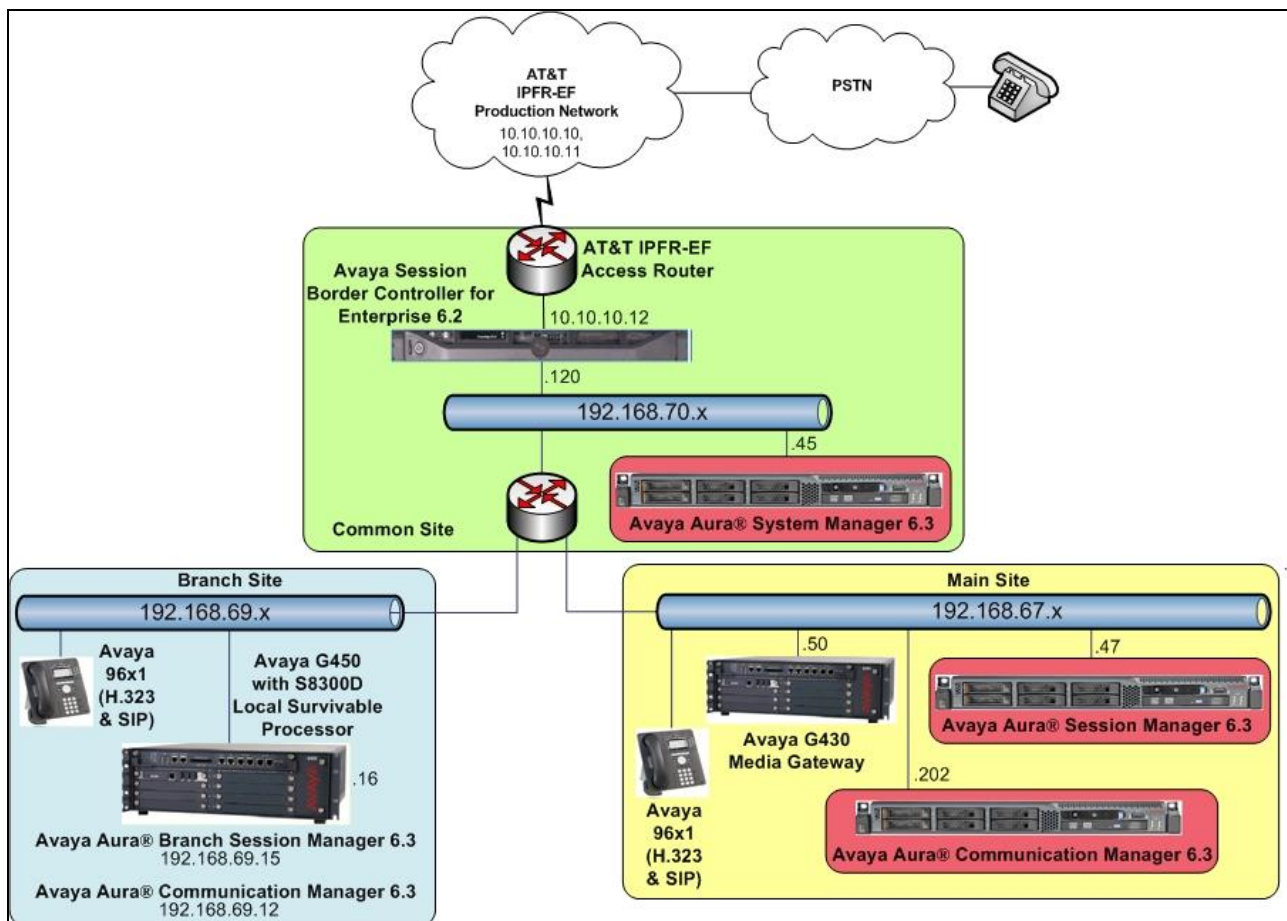 AT&T
IPFR-EF
Production Network
10.10.10.10,
10.10.10.11
PSTN
AT&T IPFR-EF
Access Router
Avaya Session
Border Controller for
Enterprise 6.2
10.10.10.12
.120
192.168.70.x
.45
Avaya Aura® System Manager 6.3
Common Site
Branch Site
192.168.69.x
Avaya
96x1
(H.323
& SIP)
Avaya G450
with S8300D
Local Survivable
Processor
.16
Avaya Aura® Branch Session Manager 6.3
192.168.69.15
Avaya Aura® Communication Manager 6.3
192.168.69.12
Main Site
192.168.67.x
.50
.47
Avaya Aura® Session Manager 6.3
Avaya G430
Media Gateway
.202
Avaya
96x1
(H.323
& SIP)
Avaya Aura® Communication Manager 6.3